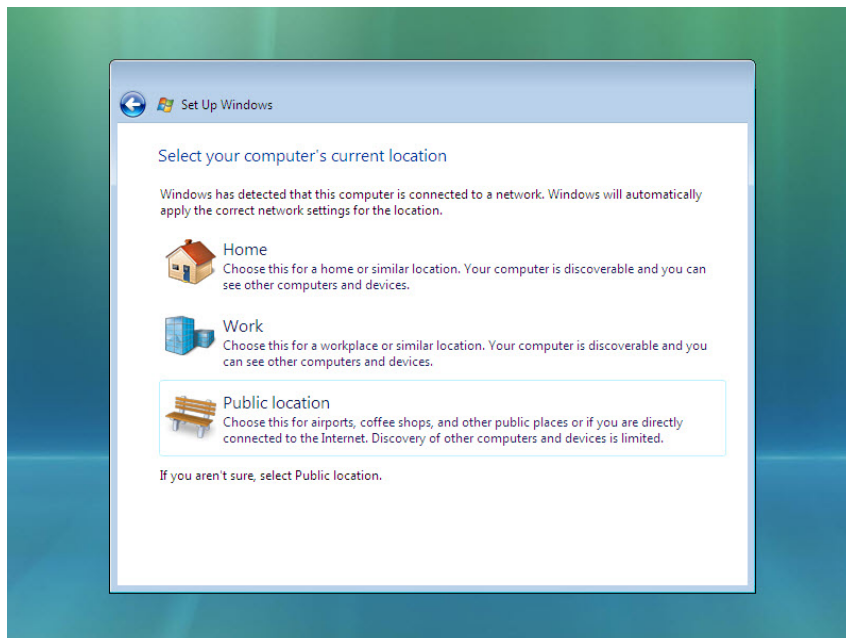 Set Up Windows
Select your computer's current location
Windows has detected that this computer is connected to a network. Windows will automatically
apply the correct network settings for the location.
Home
Choose this for a home or similar location. Your computer is discoverable and you can
see other computers and devices.
Work
Choose this for a workplace or similar location. Your computer is discoverable and you
can see other computers and devices.
Public location
Choose this for airports, coffee shops, and other public places or if you are directly
connected to the Internet. Discovery of other computers and devices is limited.
If you aren't sure, select Public location.